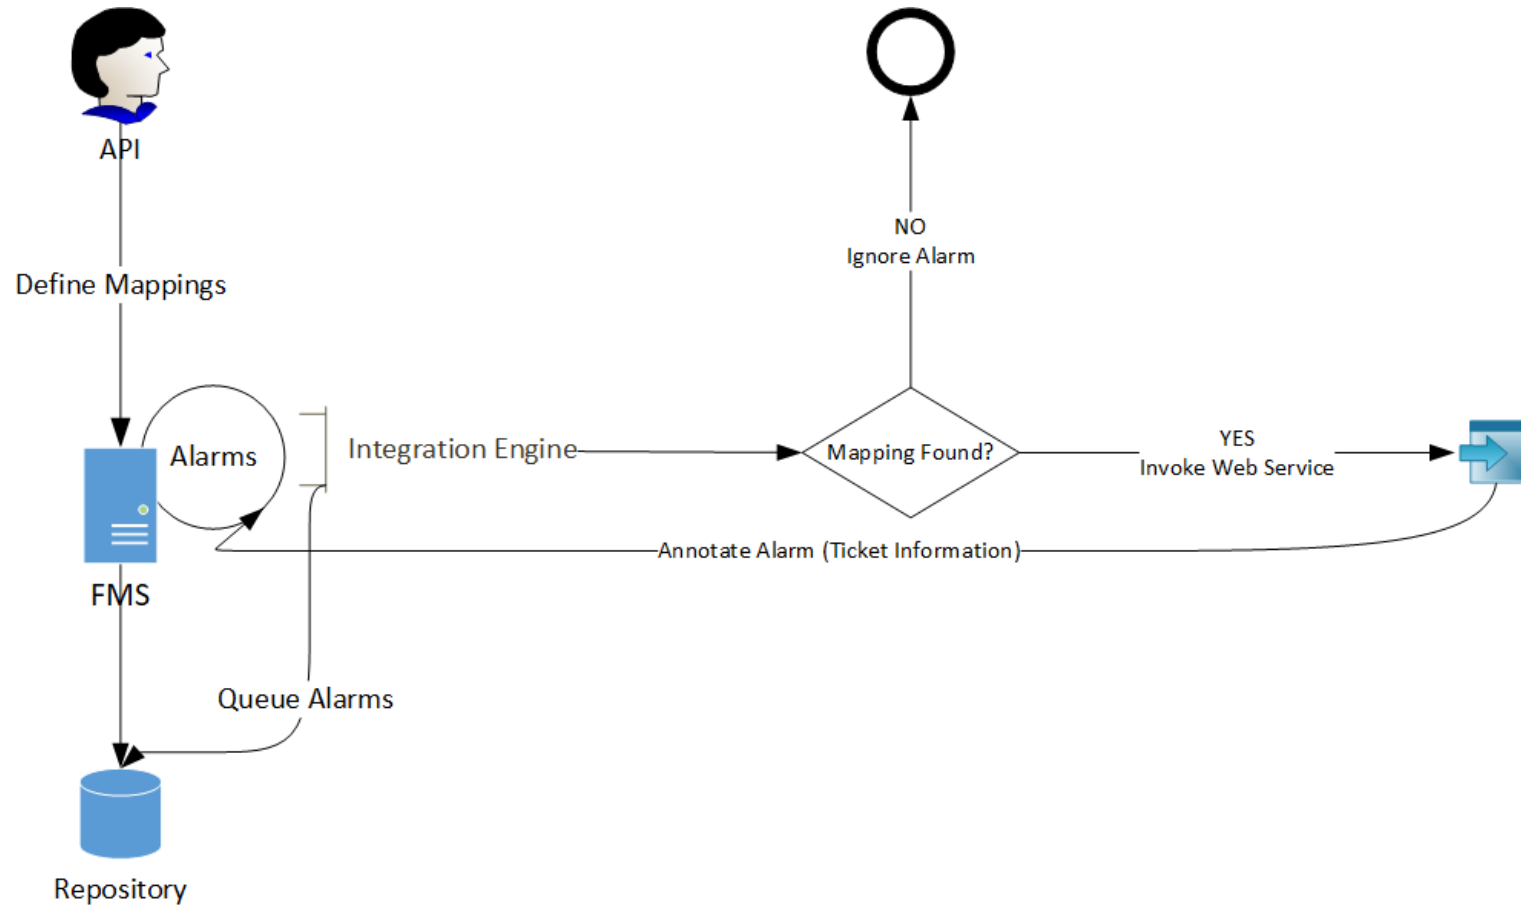 API
NO
Ignore Alarm
Define Mappings
Alarms
Integration Engine
Mapping Found?
YES
Invoke Web Service
Annotate Alarm (Ticket Information)
FMS
Queue Alarms
Repository